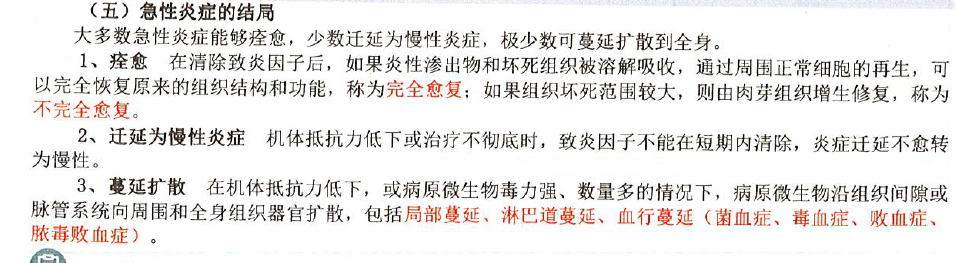 （五）急性炎症的结局
大多数急性炎症能够痊愈，少数迁延为慢性炎症，极少数可蔓延扩散到全身。
1、痊愈 在清除致炎因子后，如果炎性渗出物和坏死组织被溶解吸收，通过周围正常细胞的再生，可
以完全恢复原来的组织结构和功能，称为完全愈复；如果组织坏死范围较大，则由肉芽组织增生修复，称为
不完全愈复。
2、迁延为慢性炎症 机体抵抗力低下或治疗不彻底时，致炎因子不能在短期内清除，炎症迁延不愈转
为慢性。
3、蔓延扩散 在机体抵抗力低下，或病原微生物毒力强、数量多的情况下，病原微生物沿组织间隙或
脉管系统向周围和全身组织器官扩散，包括局部蔓延、淋巴道蔓延、血行蔓延（菌血症、毒血症、败血症、
脓毒败血症）。